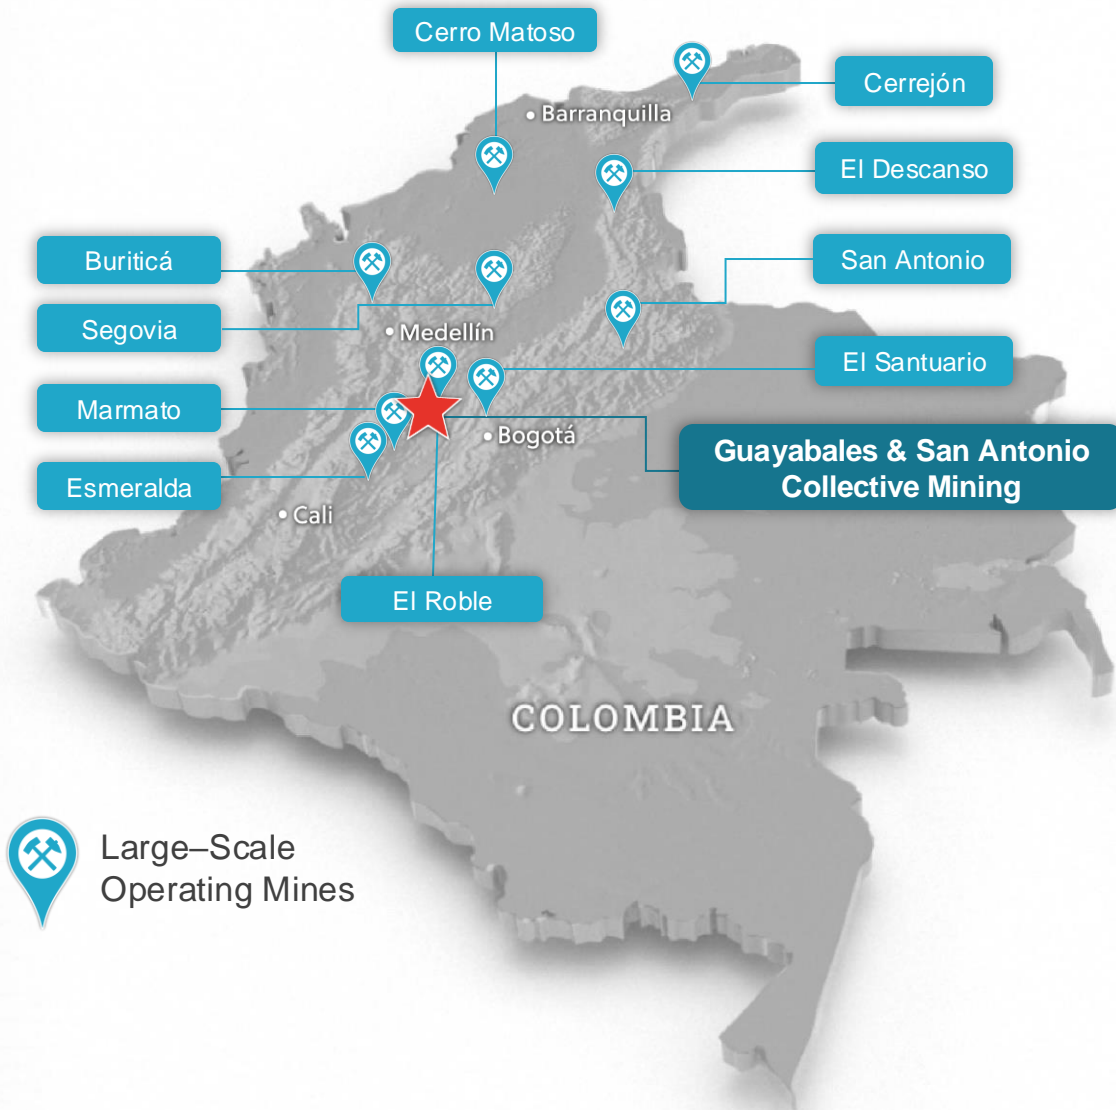 Cerro Matoso
Cerrejón
Barranquilla
El Descanso
Buriticá
San Antonio
Segovia
Medellín
El Santuario
Marmato
Bogotá
Guayabales & San Antonio
Collective Mining
Esmeralda
Cali
El Roble
COLOMBIA
Large–Scale
Operating Mines